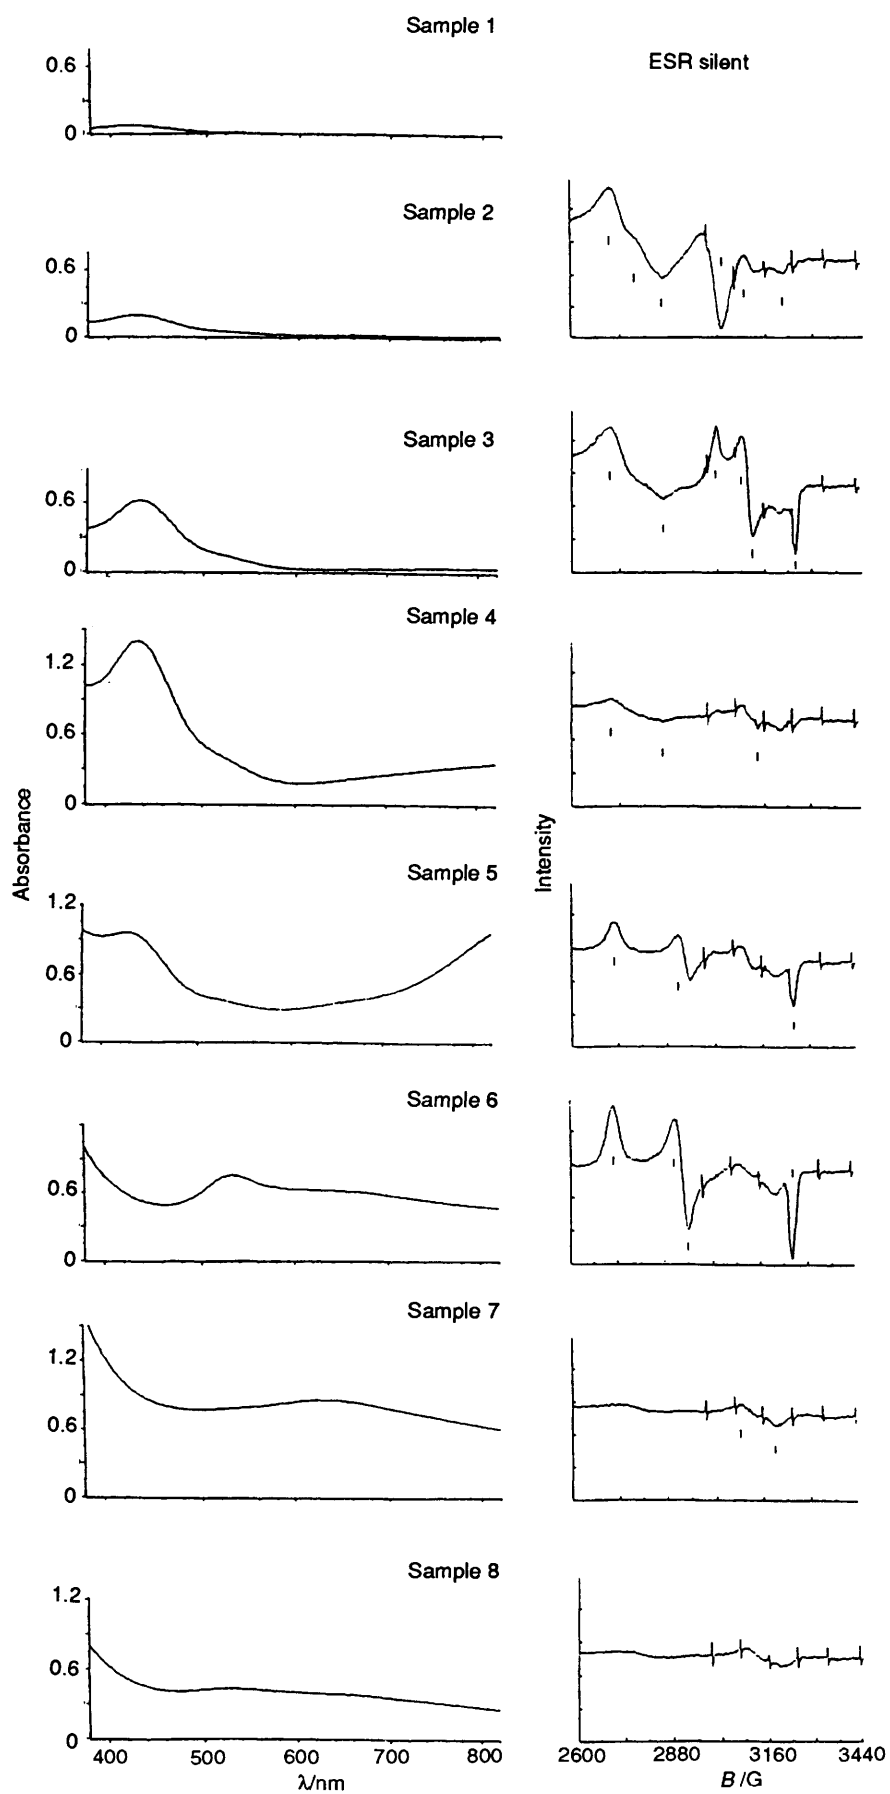 Sample 1
0.6
0
ESR silent
Sample 2
0.6
0
Sample 3
0.6
0
Sample 4
1.2
0.6
0
Absorbance
Intensity
Sample 5
1.2
0.6
0
Sample 6
0.6
0
Sample 7
1.2
0.6
0
Sample 8
1.2
0.6
0
400 500 600 700 800
λ/nm
2600 2880 3160 3440
B/G